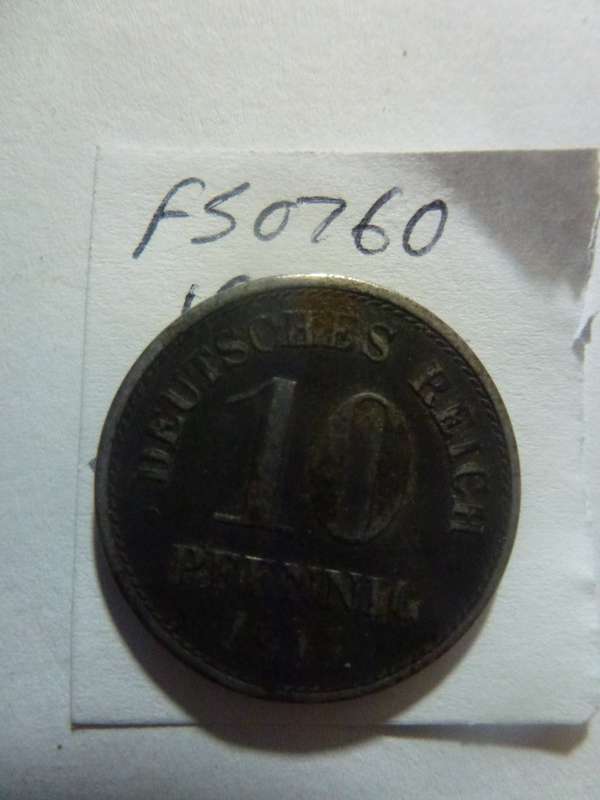 FS0760
DEUTSCHES REICH
10
PFENNIG